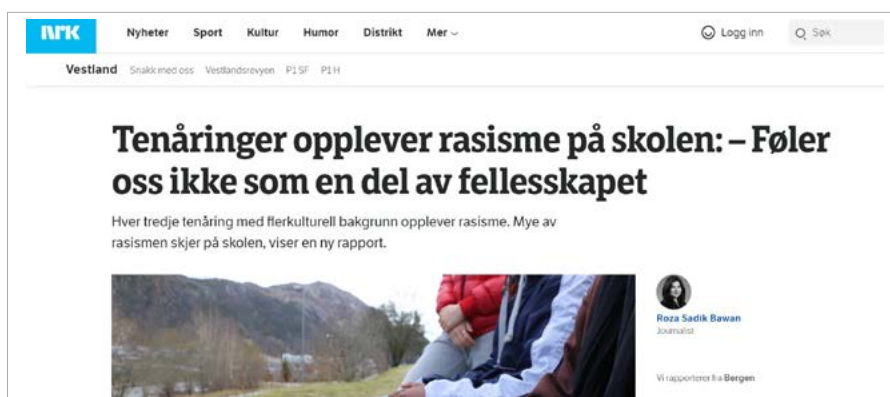 nrk Nyheter Sport Kultur Humor Distrikt Mer Logg inn Søk
Vestland Snakk med oss Vestlandsrevyen P1 SF P1 H
Tenåringer opplever rasisme på skolen: – Føler
oss ikke som en del av fellesskapet
Hver tredje tenåring med flerkulturell bakgrunn opplever rasisme. Mye av
rasismen skjer på skolen, viser en ny rapport.
Roza Sadik Bawan
Journalist
Vi rapporterer fra Bergen